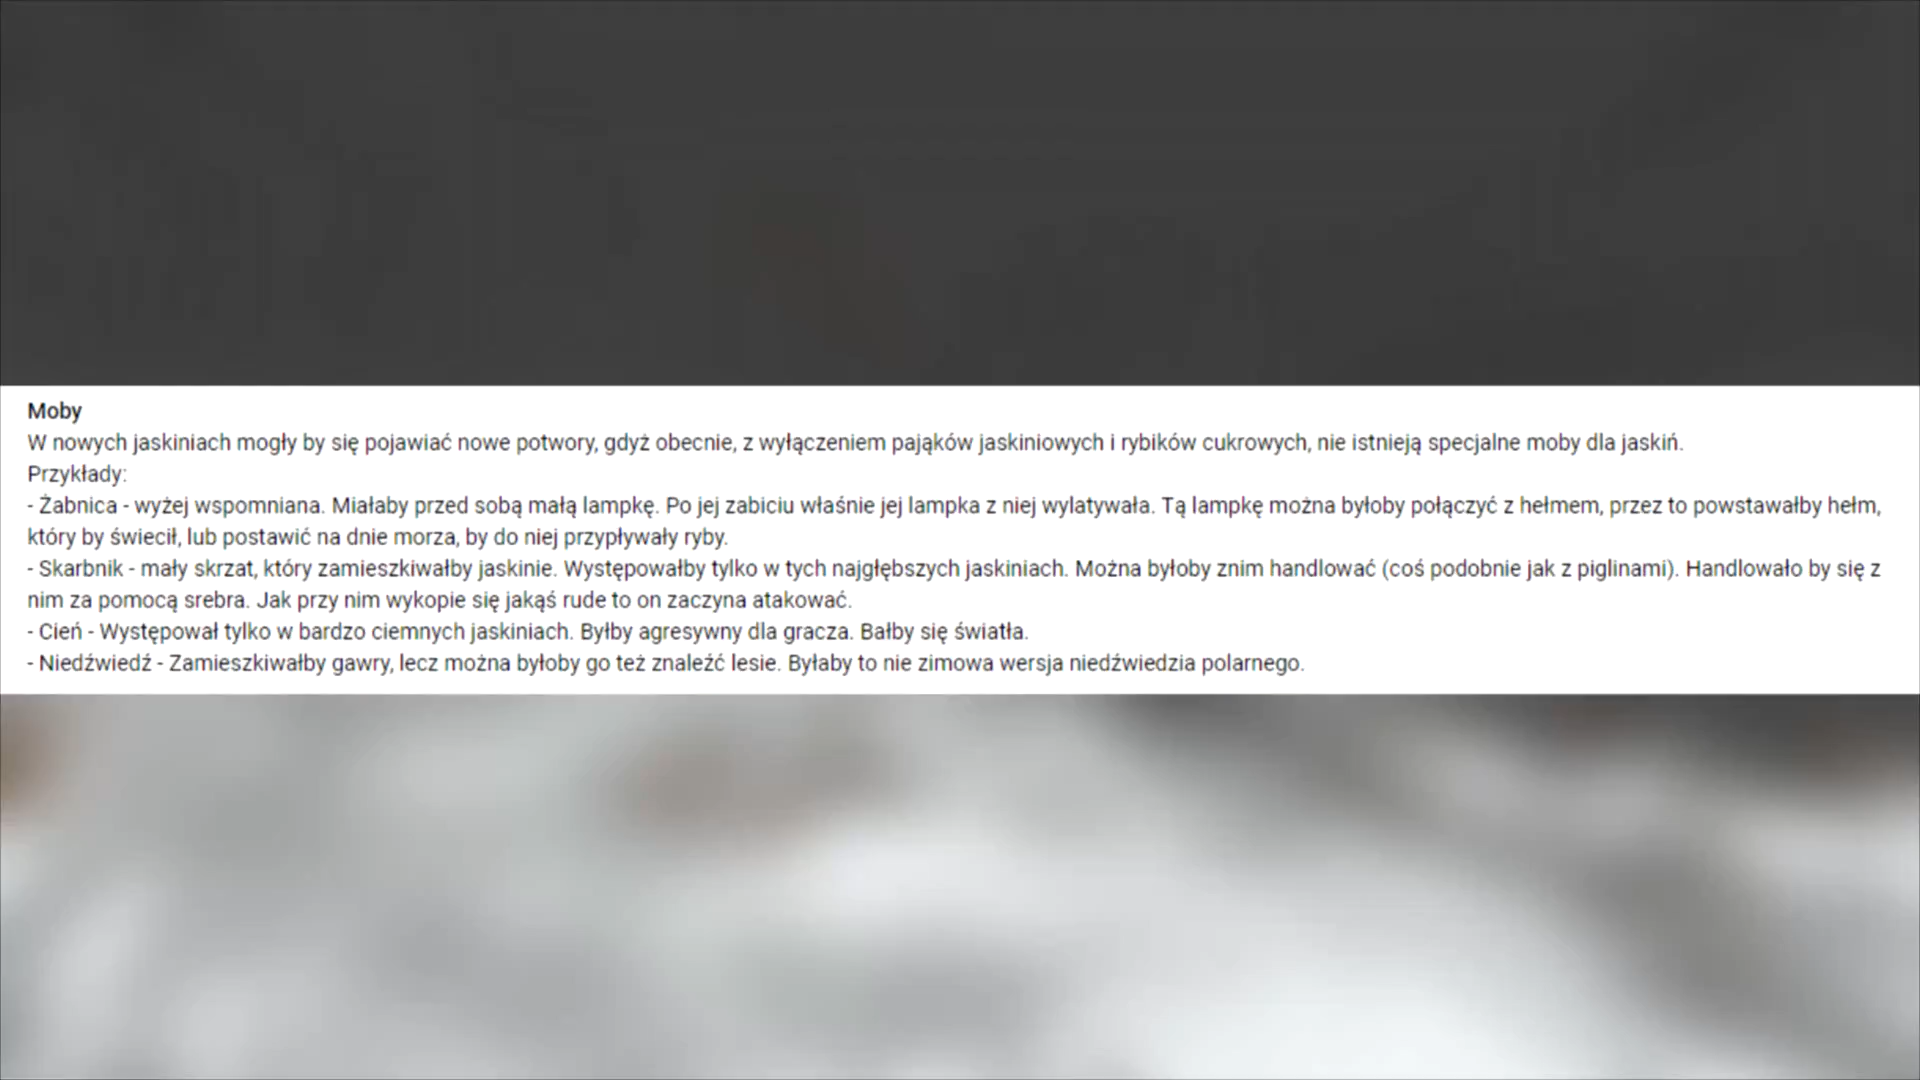 Moby
W nowych jaskiniach mogły by się pojawiać nowe potwory, gdyż obecnie, z wyłączeniem pająków jaskiniowych i rybików cukrowych, nie istnieją specjalne moby dla jaskiń.
Przykłady:
- Żabnica - wyżej wspomniana. Miałaby przed sobą małą lampkę. Po jej zabiciu właśnie jej lampka z niej wylatywała. Tą lampkę można byłoby połączyć z hełmem, przez to powstawałby hełm,
który by świecił, lub postawić na dnie morza, by do niej przypływały ryby.
- Skarbnik - mały skrzat, który zamieszkiwałby jaskinie. Występowałby tylko w tych najgłębszych jaskiniach. Można byłoby znim handlować (coś podobnie jak z piglinami). Handlowało by się z
nim za pomocą srebra. Jak przy nim wykopie się jakąś rude to on zaczyna atakować.
- Cień - Występował tylko w bardzo ciemnych jaskiniach. Byłby agresywny dla gracza. Bałby się światła.
- Niedźwiedź - Zamieszkiwałby gawry, lecz można byłoby go też znaleźć lesie. Byłaby to nie zimowa wersja niedźwiedzia polarnego.